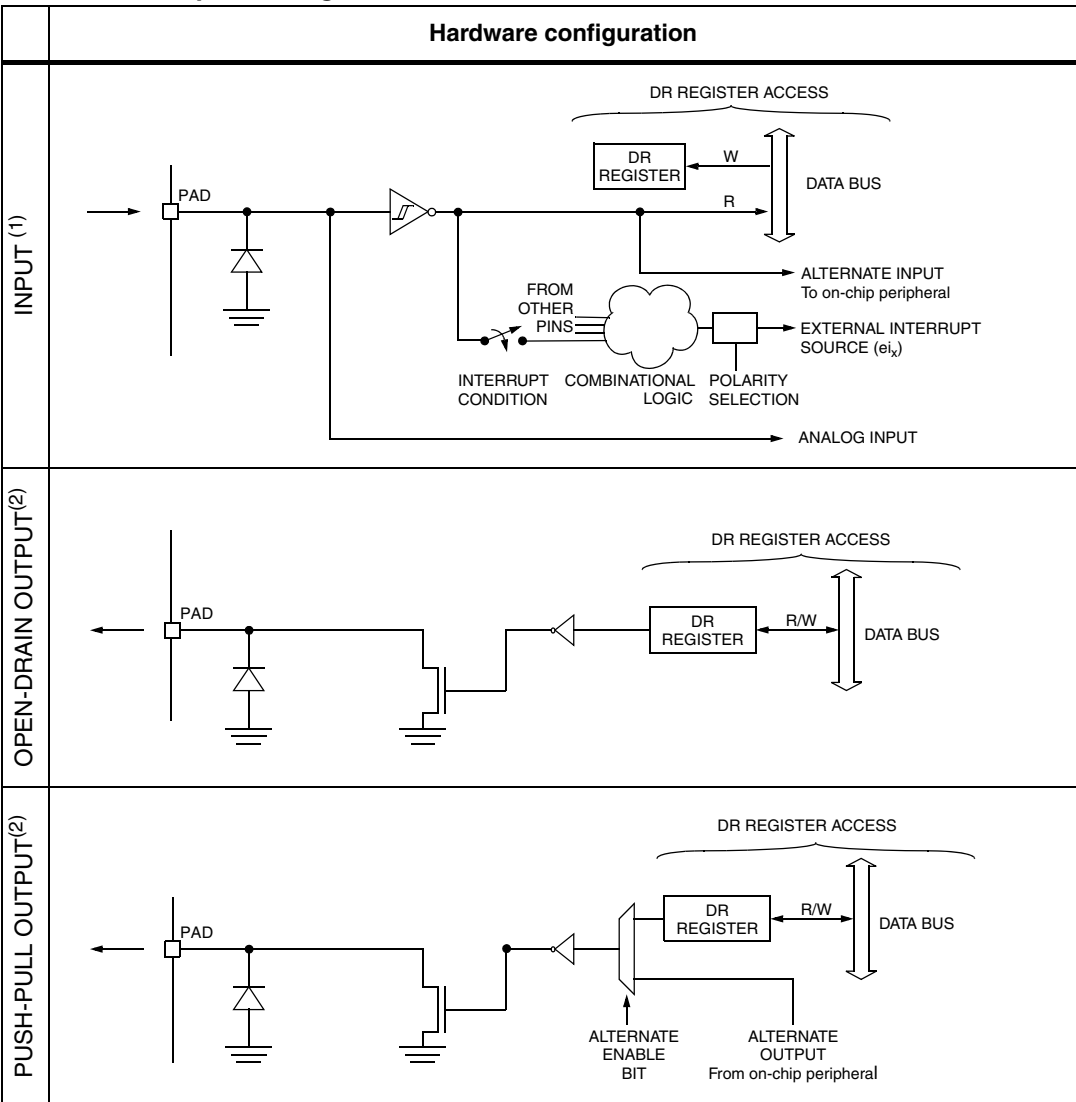 Hardware configuration
INPUT (1)
DR REGISTER ACCESS
DR
REGISTER
W
R
DATA BUS
PAD
ALTERNATE INPUT
To on-chip peripheral
FROM
OTHER
PINS
EXTERNAL INTERRUPT
SOURCE (eix)
INTERRUPT
CONDITION
COMBINATIONAL
LOGIC
POLARITY
SELECTION
ANALOG INPUT
OPEN-DRAIN OUTPUT(2)
DR REGISTER ACCESS
PAD
DR
REGISTER
R/W
DATA BUS
PUSH-PULL OUTPUT(2)
DR REGISTER ACCESS
PAD
DR
REGISTER
R/W
DATA BUS
ALTERNATE
ENABLE
BIT
ALTERNATE
OUTPUT
From on-chip peripheral